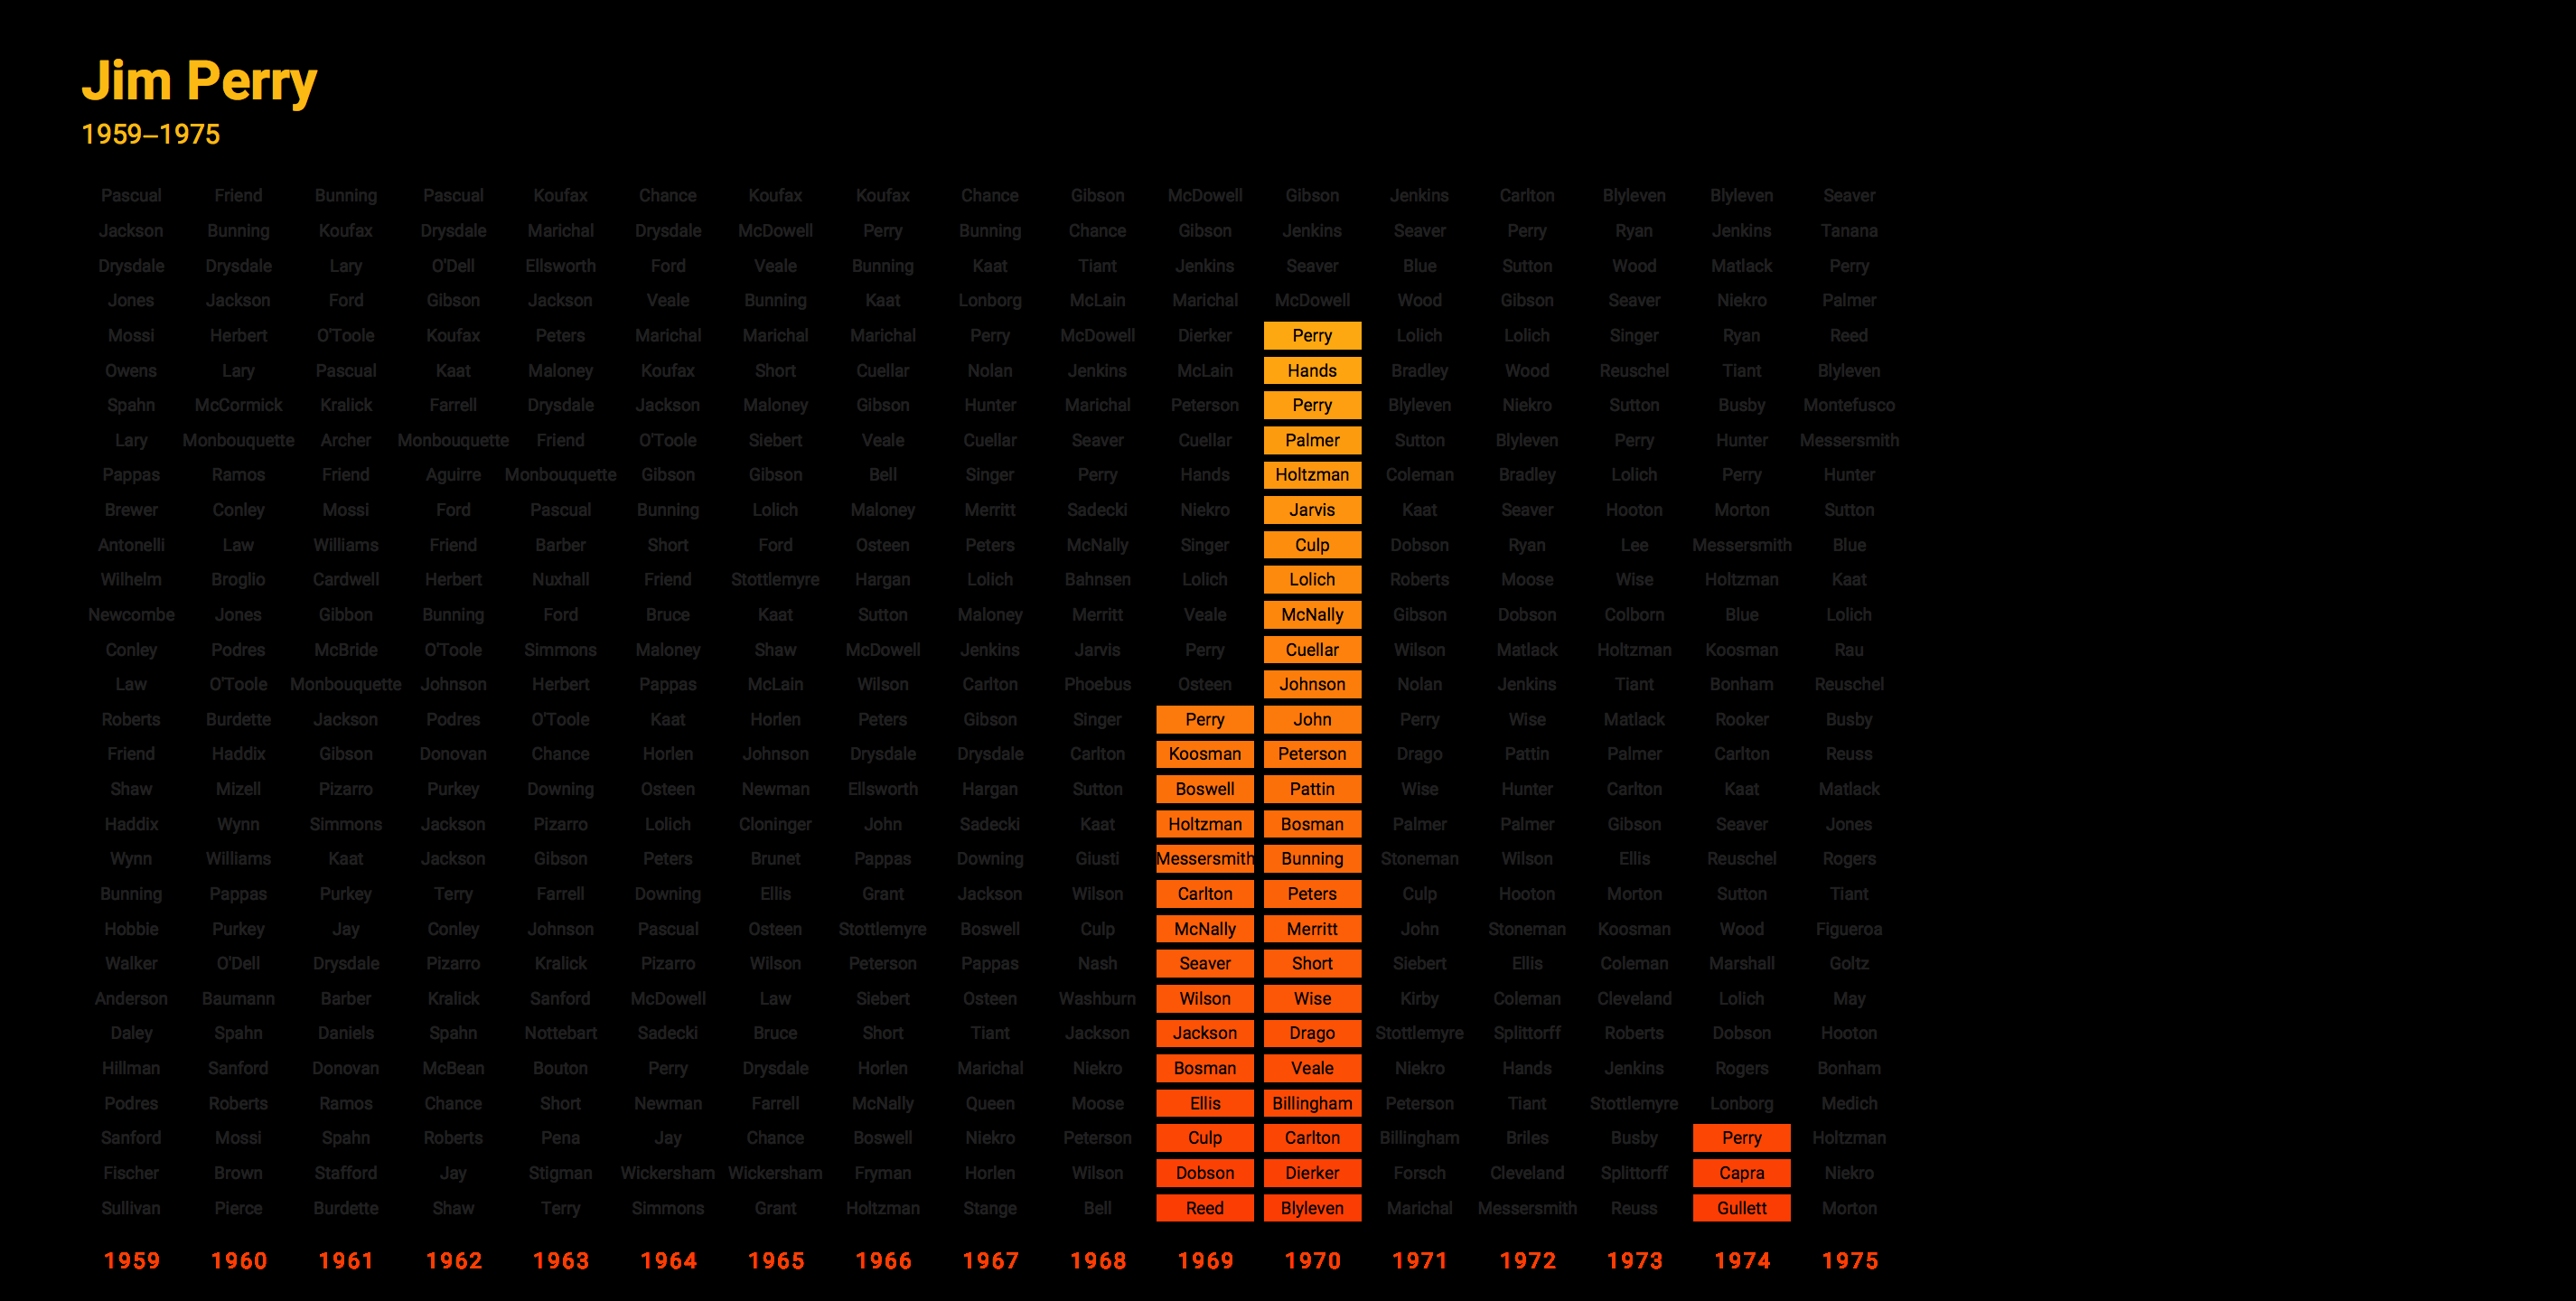 Jim Perry
1959–1975
Pascual Friend Bunning Pascual Koufax Chance Koufax Koufax Chance Gibson McDowell Gibson Jenkins Carlton Blyleven Blyleven Seaver
Jackson Bunning Koufax Drysdale Marichal Drysdale McDowell Perry Bunning Chance Gibson Jenkins Seaver Perry Ryan Jenkins Tanana
Drysdale Drysdale Lary O'Dell Ellsworth Ford Veale Bunning Kaat Tiant Jenkins Seaver Blue Sutton Wood Matlack Perry
Jones Jackson Ford Gibson Jackson Veale Bunning Kaat Lonborg McLain Marichal McDowell Wood Gibson Seaver Niekro Palmer
Mossi Herbert O'Toole Koufax Peters Marichal Marichal Marichal Perry McDowell Dierker Perry Lolich Lolich Singer Ryan Reed
Owens Lary Pascual Kaat Maloney Koufax Short Cuellar Nolan Jenkins McLain Hands Bradley Wood Reuschel Tiant Blyleven
Spahn McCormick Kralick Farrell Drysdale Jackson Maloney Gibson Hunter Marichal Peterson Perry Blyleven Niekro Sutton Busby Montefusco
Lary Monbouquette Archer Monbouquette Friend O'Toole Siebert Veale Cuellar Seaver Cuellar Palmer Sutton Blyleven Perry Hunter Messersmith
Pappas Ramos Friend Aguirre Monbouquette Gibson Gibson Bell Singer Perry Hands Holtzman Coleman Bradley Lolich Perry Hunter
Brewer Conley Mossi Ford Pascual Bunning Lolich Maloney Merritt Sadecki Niekro Jarvis Kaat Seaver Hooton Morton Sutton
Antonelli Law Williams Friend Barber Short Ford Osteen Peters McNally Singer Culp Dobson Ryan Lee Messersmith Blue
Wilhelm Broglio Cardwell Herbert Nuxhall Friend Stottlemyre Hargan Lolich Bahnsen Lolich Lolich Roberts Moose Wise Holtzman Kaat
Newcombe Jones Gibbon Bunning Ford Bruce Kaat Sutton Maloney Merritt Veale McNally Gibson Dobson Colborn Blue Lolich
Conley Podres McBride O'Toole Simmons Maloney Shaw McDowell Jenkins Jarvis Perry Cuellar Wilson Matlack Holtzman Koosman Rau
Law O'Toole Monbouquette Johnson Herbert Pappas McLain Wilson Carlton Phoebus Osteen Johnson Nolan Jenkins Tiant Bonham Reuschel
Roberts Burdette Jackson Podres O'Toole Kaat Horlen Peters Gibson Singer Perry John Perry Wise Matlack Rooker Busby
Friend Haddix Gibson Donovan Chance Horlen Johnson Drysdale Drysdale Carlton Koosman Peterson Drago Pattin Palmer Carlton Reuss
Shaw Mizell Pizarro Purkey Downing Osteen Newman Ellsworth Hargan Sutton Boswell Pattin Wise Hunter Carlton Kaat Matlack
Haddix Wynn Simmons Jackson Pizarro Lolich Cloninger John Sadecki Kaat Holtzman Bosman Palmer Palmer Gibson Seaver Jones
Wynn Williams Kaat Jackson Gibson Peters Brunet Pappas Downing Giusti Messersmith Bunning Stoneman Wilson Ellis Reuschel Rogers
Bunning Pappas Purkey Terry Farrell Downing Ellis Grant Jackson Wilson Carlton Peters Culp Hooton Morton Sutton Tiant
Hobbie Purkey Jay Conley Johnson Pascual Osteen Stottlemyre Boswell Culp McNally Merritt John Stoneman Koosman Wood Figueroa
Walker O'Dell Drysdale Pizarro Kralick Pizarro Wilson Peterson Pappas Nash Seaver Short Siebert Ellis Coleman Marshall Goltz
Anderson Baumann Barber Kralick Sanford McDowell Law Siebert Osteen Washburn Wilson Wise Kirby Coleman Cleveland Lolich May
Daley Spahn Daniels Spahn Nottebart Sadecki Bruce Short Tiant Jackson Jackson Drago Stottlemyre Splittorff Roberts Dobson Hooton
Hillman Sanford Donovan McBean Bouton Perry Drysdale Horlen Marichal Niekro Bosman Veale Niekro Hands Jenkins Rogers Bonham
Podres Roberts Ramos Chance Short Newman Farrell McNally Queen Moose Ellis Billingham Peterson Tiant Stottlemyre Lonborg Medich
Sanford Mossi Spahn Roberts Pena Jay Chance Boswell Niekro Peterson Culp Carlton Billingham Briles Busby Perry Holtzman
Fischer Brown Stafford Jay Stigman Wickersham Wickersham Fryman Horlen Wilson Dobson Dierker Forsch Cleveland Splittorff Capra Niekro
Sullivan Pierce Burdette Shaw Terry Simmons Grant Holtzman Stange Bell Reed Blyleven Marichal Messersmith Reuss Gullett Morton
1959 1960 1961 1962 1963 1964 1965 1966 1967 1968 1969 1970 1971 1972 1973 1974 1975